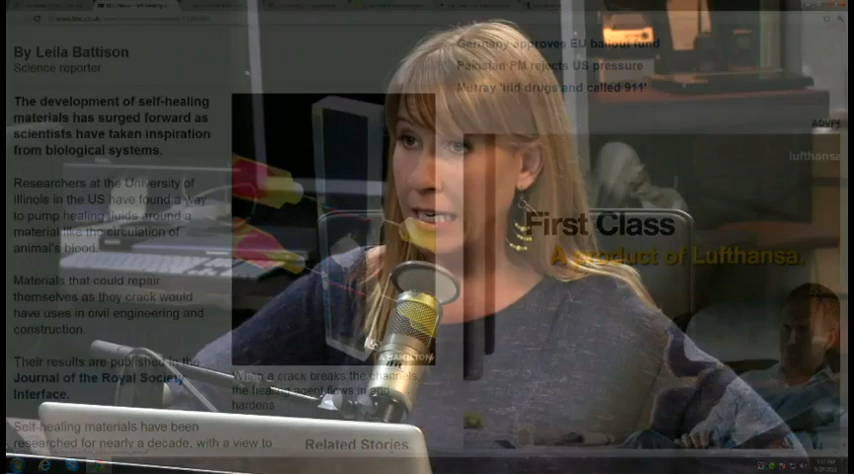 By Leila Battison
Science reporter
The development of self-healing
materials has surged forward as
scientists have taken inspiration
from biological systems.
Researchers at the University of
Illinois in the US have found a way
to pump healing fluids around a
material like the circulation of
animal's blood.
Materials that could repair
themselves as they crack would
have uses in civil engineering and
construction.
Their results are published in the
Journal of the Royal Society
Interface.
Self-healing materials have been
researched for nearly a decade, with a view to
When a crack breaks the channels,
the healing agent flows in and
hardens
Related Stories
Germany approves EU bailout fund
Pakistan PM rejects US pressure
Murray 'hid drugs and called 911'
lufthansa
First Class
A product of Lufthansa.
A HAMILTON